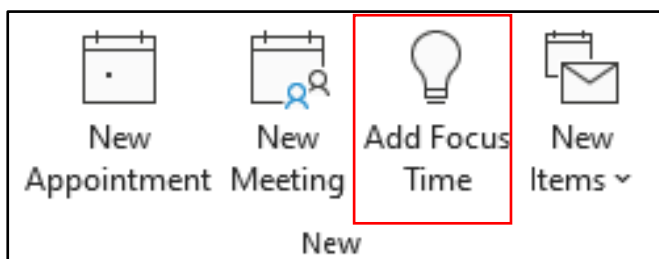 New Appointment
New Meeting
Add Focus Time
New Items
New